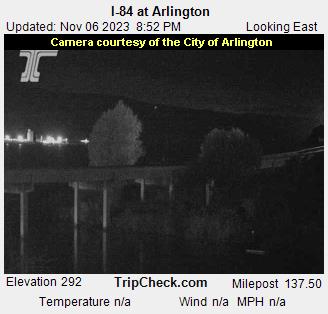 I-84 at Arlington
Updated: Nov 06 2023 8:52 PM Looking East
Camera courtesy of the City of Arlington
Elevation 292 TripCheck.com Milepost 137.50
Temperature n/a Wind n/a MPH n/a